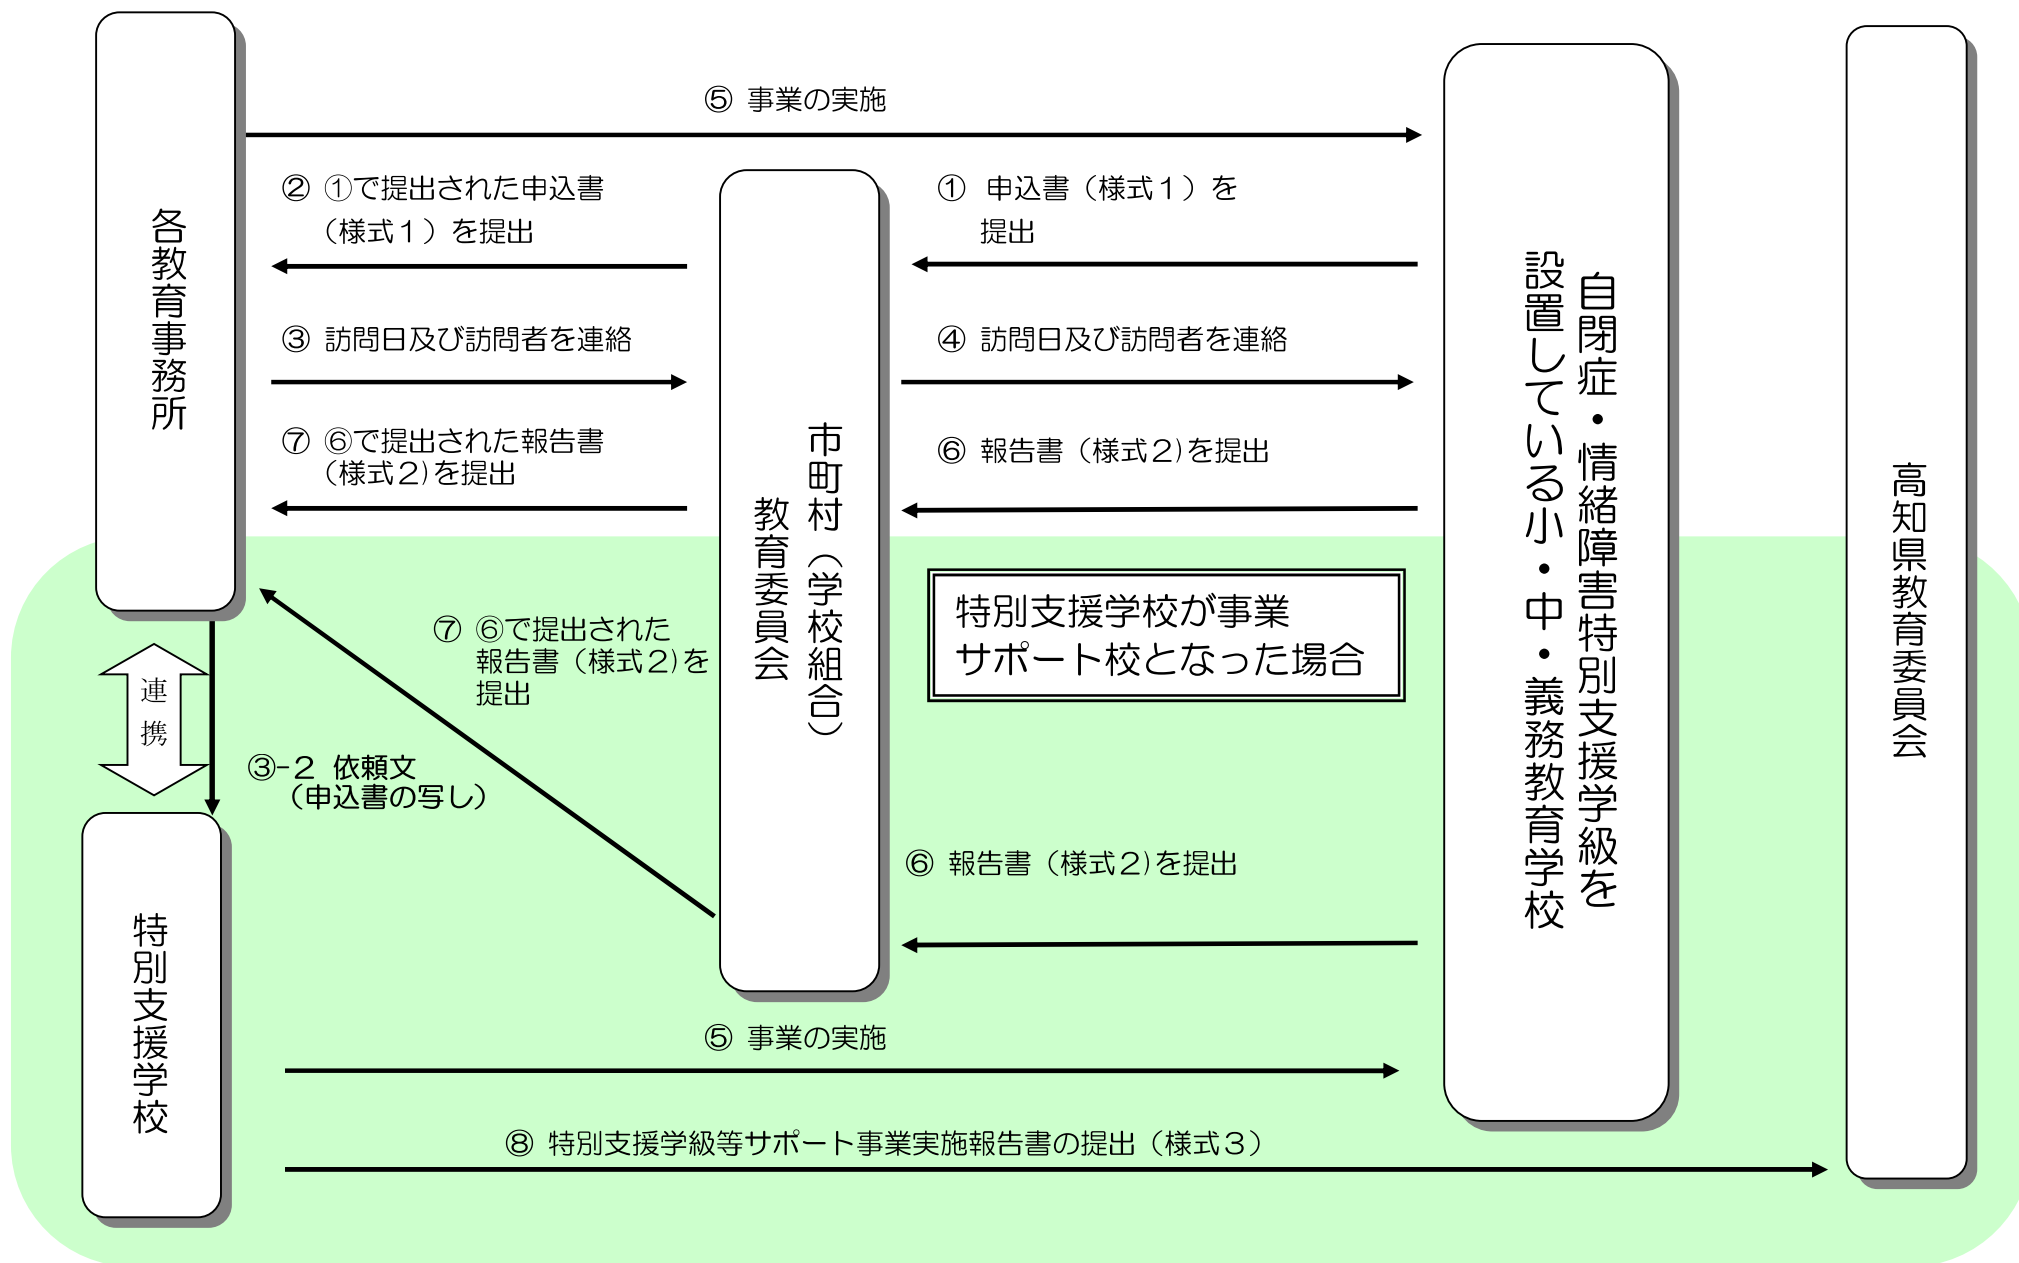 ⑤ 事業の実施
② ①で提出された申込書
（様式１）を提出
① 申込書（様式１）を
提出
各教育事務所
③ 訪問日及び訪問者を連絡
④ 訪問日及び訪問者を連絡
⑦ ⑥で提出された報告書
（様式２)を提出
⑥ 報告書（様式２)を提出
市町村（学校組合）
教育委員会
自閉症・情緒障害特別支援学級を
設置している小・中・義務教育学校
高知県教育委員会
特別支援学校が事業
サポート校となった場合
⑦ ⑥で提出された
報告書（様式２)を
提出
連
携
③-２ 依頼文
（申込書の写し）
⑥ 報告書（様式２)を提出
特別支援学校
⑤ 事業の実施
⑧ 特別支援学級等サポート事業実施報告書の提出（様式３）